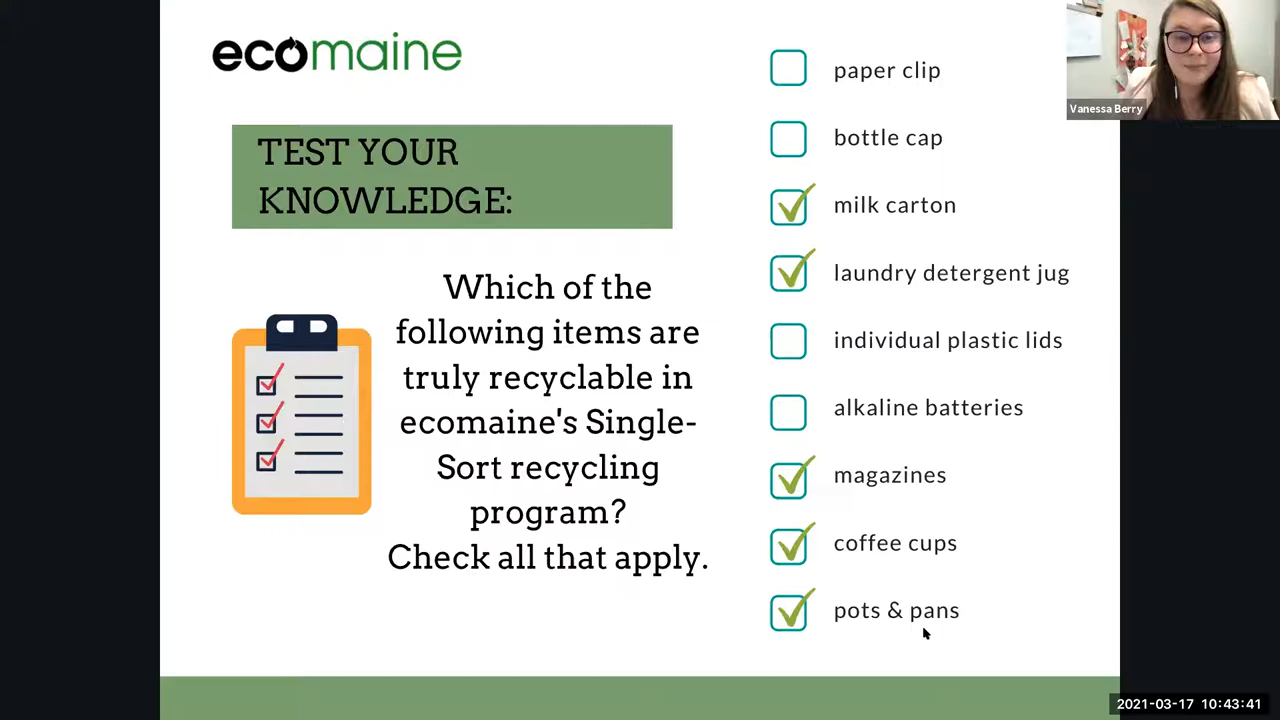 ecomaine
TEST YOUR
KNOWLEDGE:
Which of the
following items are
truly recyclable in
ecomaine's Single-
Sort recycling
program?
Check all that apply.
paper clip
bottle cap
milk carton
laundry detergent jug
individual plastic lids
alkaline batteries
magazines
coffee cups
pots & pans
Vanessa Berry
2021-03-17 10:43:41